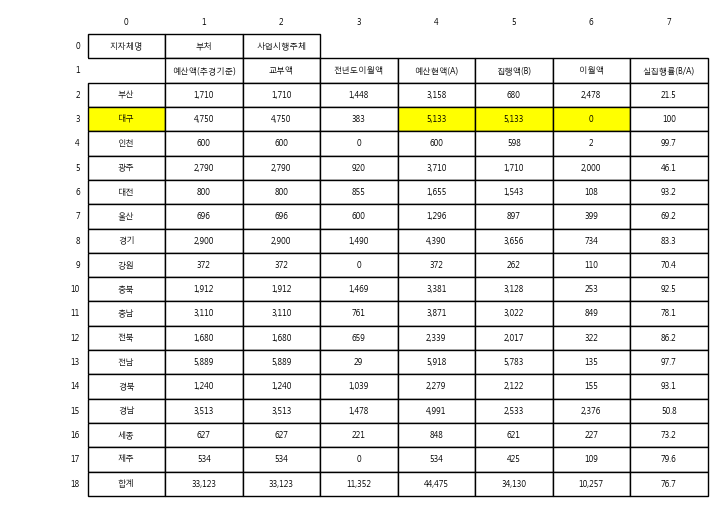 0 1 2 3 4 5 6 7
0 지자체명 부처 사업시행주체
1 예산액(추경기준) 교부액 전년도이월액 예산현액(A) 집행액(B) 이월액 실집행률(B/A)
2 부산 1,710 1,710 1,448 3,158 680 2,478 21.5
3 대구 4,750 4,750 383 5,133 5,133 0 100
4 인천 600 600 0 600 598 2 99.7
5 광주 2,790 2,790 920 3,710 1,710 2,000 46.1
6 대전 800 800 855 1,655 1,543 108 93.2
7 울산 696 696 600 1,296 897 399 69.2
8 경기 2,900 2,900 1,490 4,390 3,656 734 83.3
9 강원 372 372 0 372 262 110 70.4
10 충북 1,912 1,912 1,469 3,381 3,128 253 92.5
11 충남 3,110 3,110 761 3,871 3,022 849 78.1
12 전북 1,680 1,680 659 2,339 2,017 322 86.2
13 전남 5,889 5,889 29 5,918 5,783 135 97.7
14 경북 1,240 1,240 1,039 2,279 2,122 155 93.1
15 경남 3,513 3,513 1,478 4,991 2,533 2,376 50.8
16 세종 627 627 221 848 621 227 73.2
17 제주 534 534 0 534 425 109 79.6
18 합계 33,123 33,123 11,352 44,475 34,130 10,257 76.7